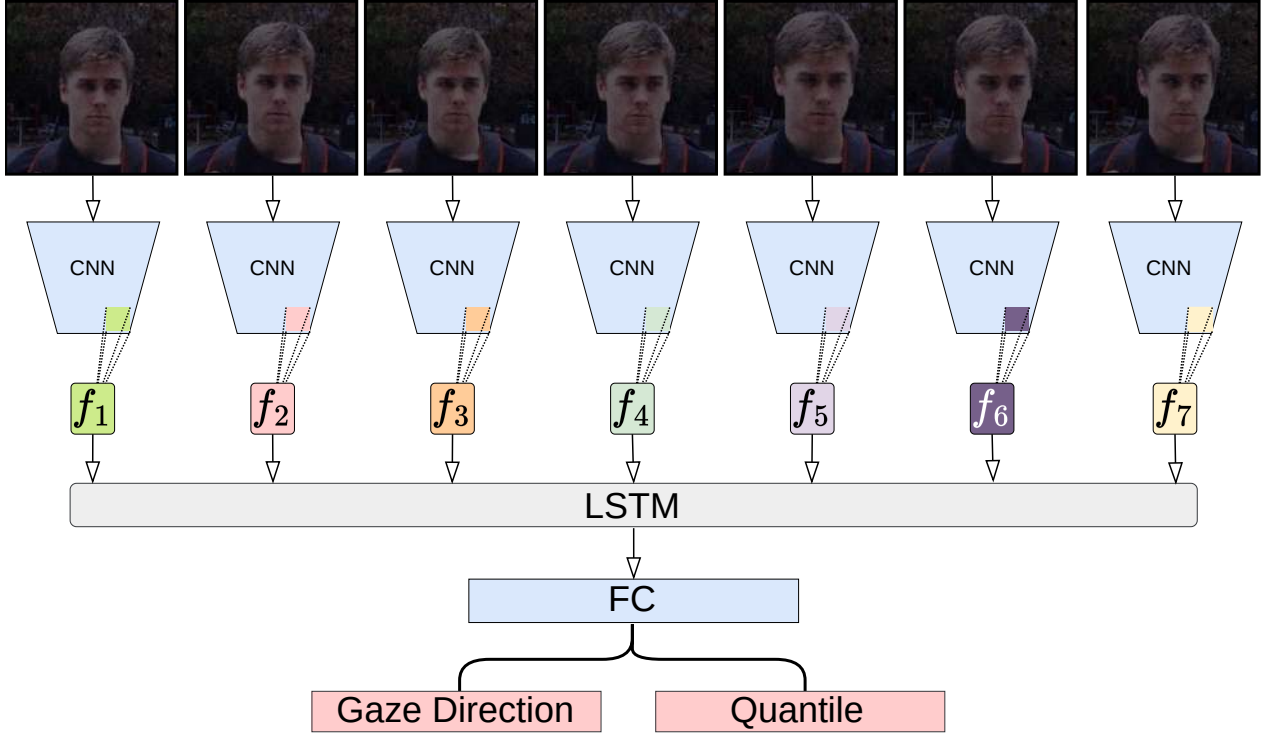 CNN CNN CNN CNN CNN CNN CNN
f1 f2 f3 f4 f5 f6 f7
LSTM
FC
Gaze Direction Quantile